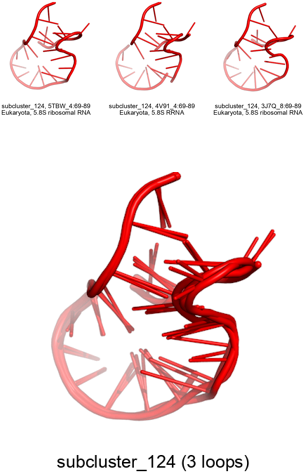 subcluster_124, 5TBW_4:69-89
Eukaryota, 5.8S ribosomal RNA
subcluster_124, 4V91_4:69-89
Eukaryota, 5.8S RRNA
subcluster_124, 3J7Q_8:69-89
Eukaryota, 5.8S ribosomal RNA
subcluster_124 (3 loops)